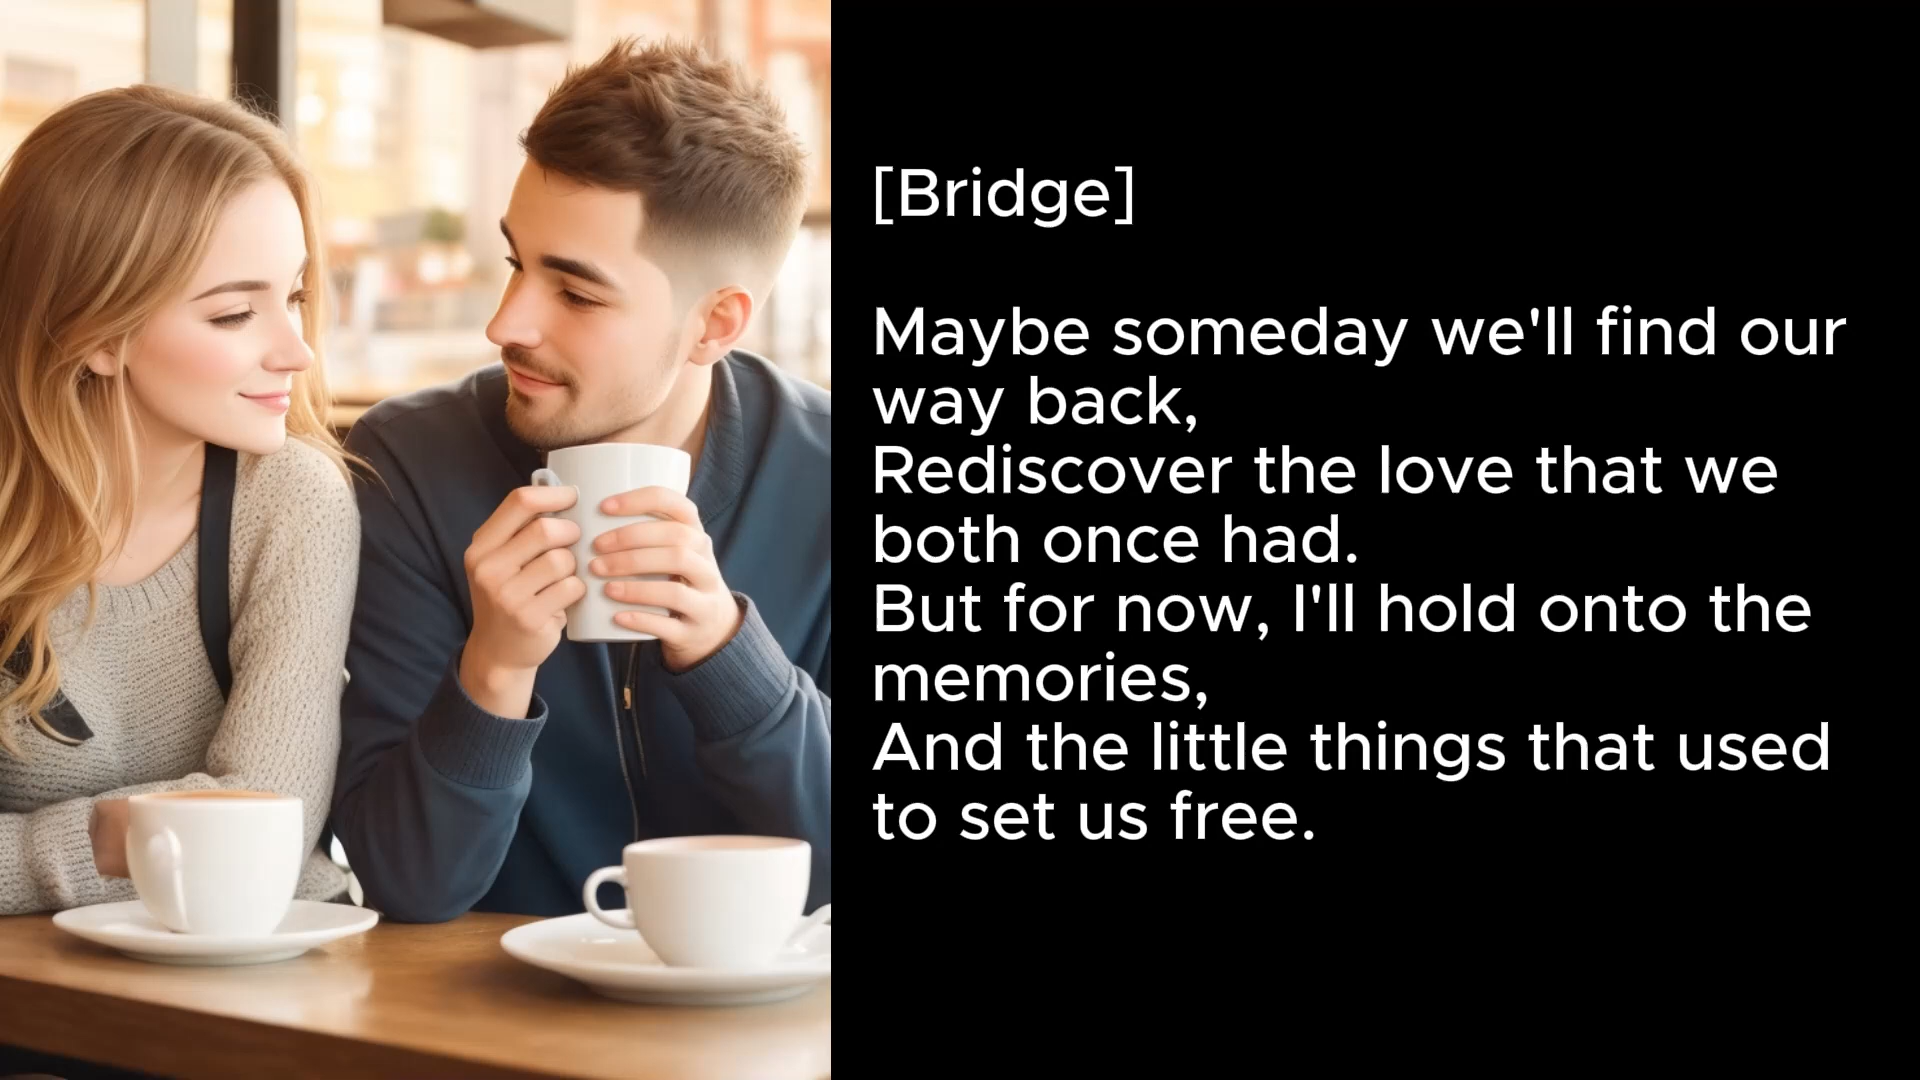 [Bridge]
Maybe someday we'll find our
way back,
Rediscover the love that we
both once had.
But for now, I'll hold onto the
memories,
And the little things that used
to set us free.